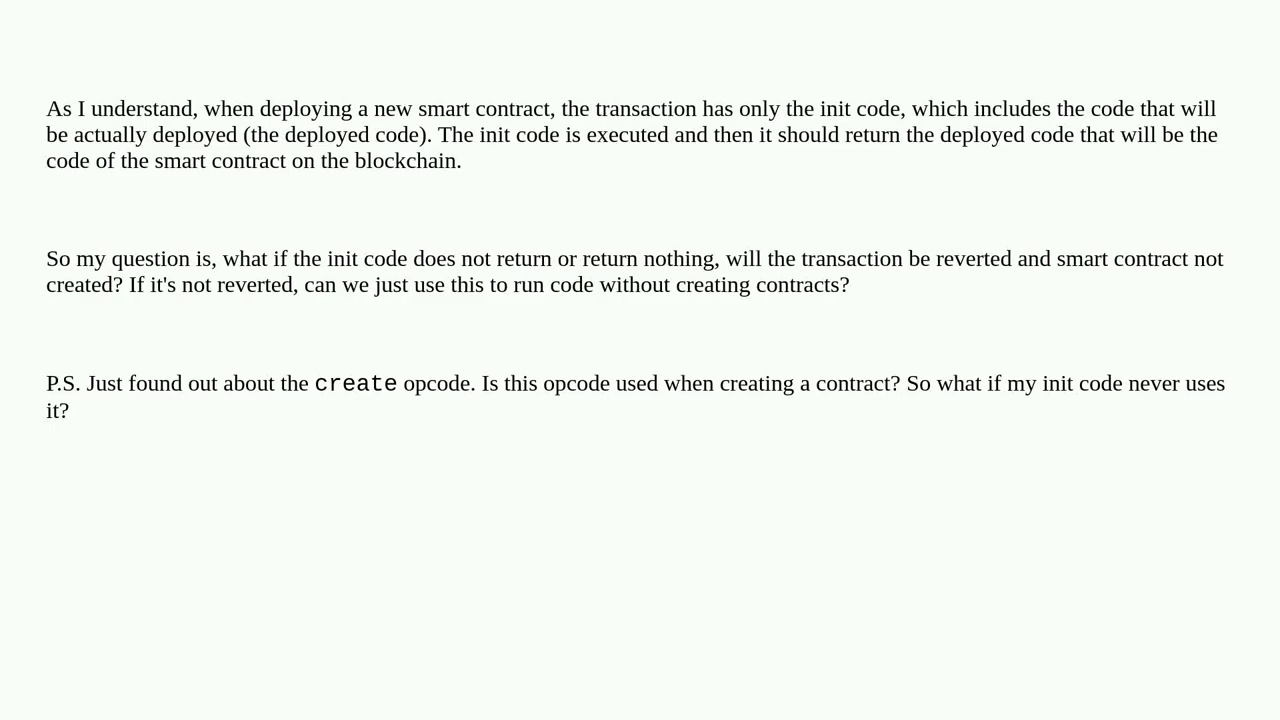 As I understand, when deploying a new smart contract, the transaction has only the init code, which includes the code that will
be actually deployed (the deployed code). The init code is executed and then it should return the deployed code that will be the
code of the smart contract on the blockchain.
So my question is, what if the init code does not return or return nothing, will the transaction be reverted and smart contract not
created? If it's not reverted, can we just use this to run code without creating contracts?
P.S. Just found out about the create opcode. Is this opcode used when creating a contract? So what if my init code never uses
it?